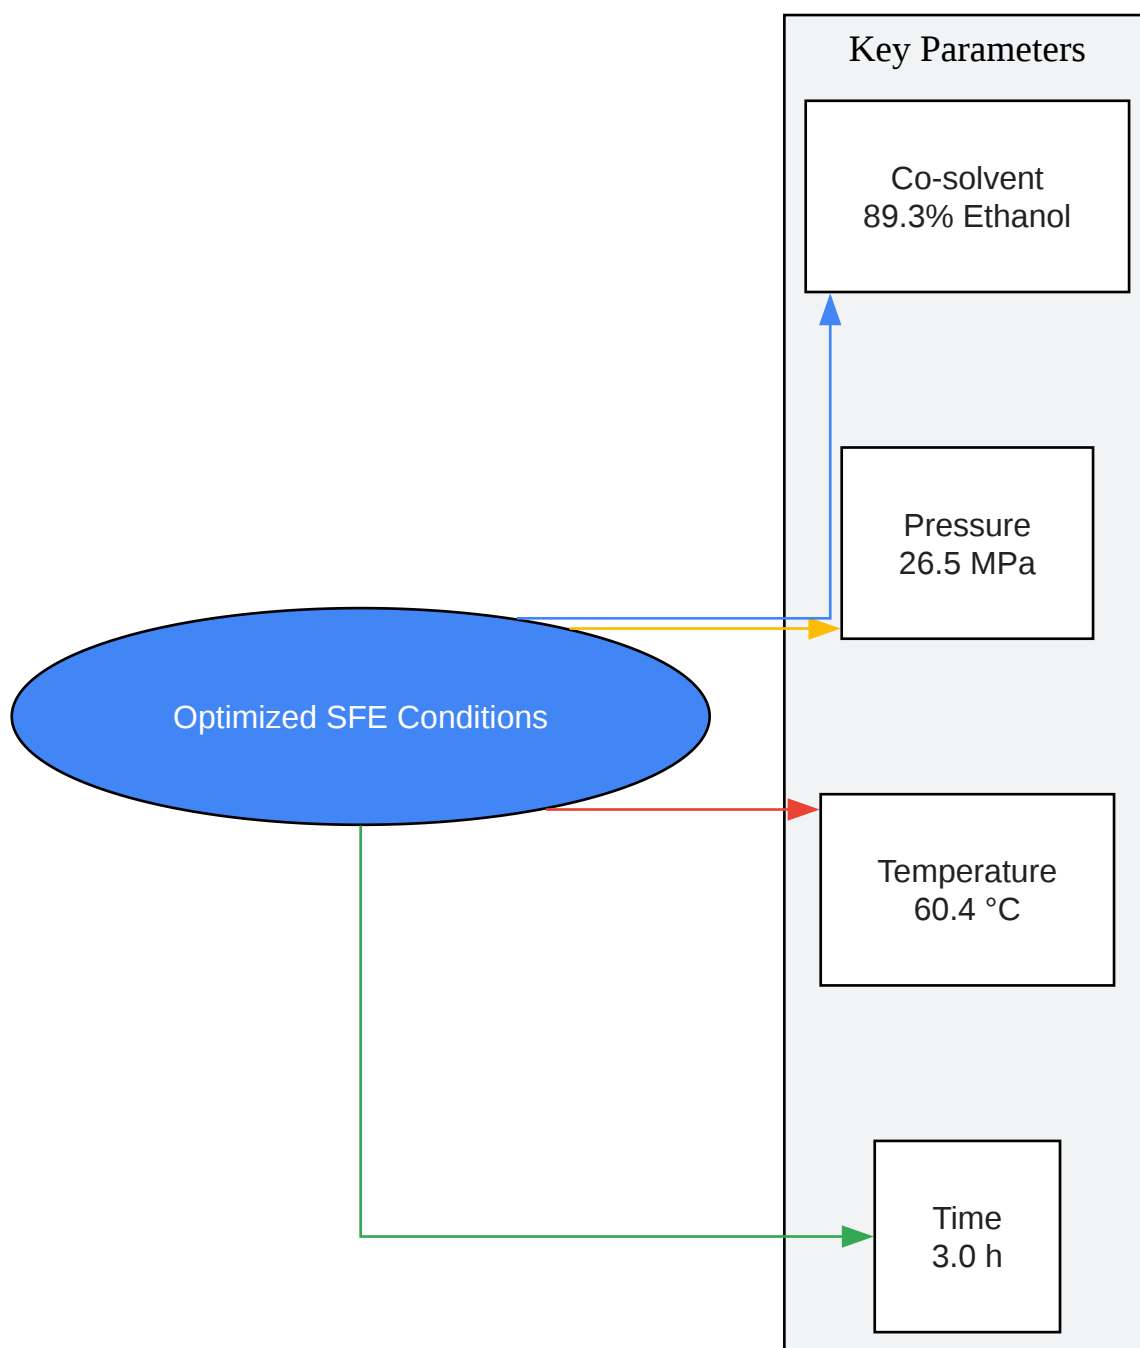 Key Parameters
Co-solvent
89.3% Ethanol
Pressure
26.5 MPa
Optimized SFE Conditions
Temperature
60.4 °C
Time
3.0 h